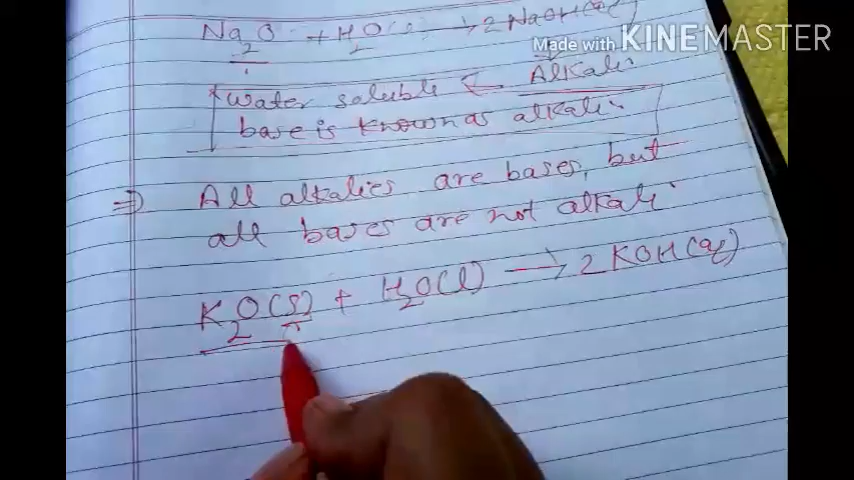 Na2O + H2O(l) → 2NaOH(aq)
Made with KINEMASTER
Water soluble ← Alkali
base is known as alkali.
⇒ All alkalies are bases, but
all bases are not alkali.
K2O(s) + H2O(l) → 2KOH(aq)